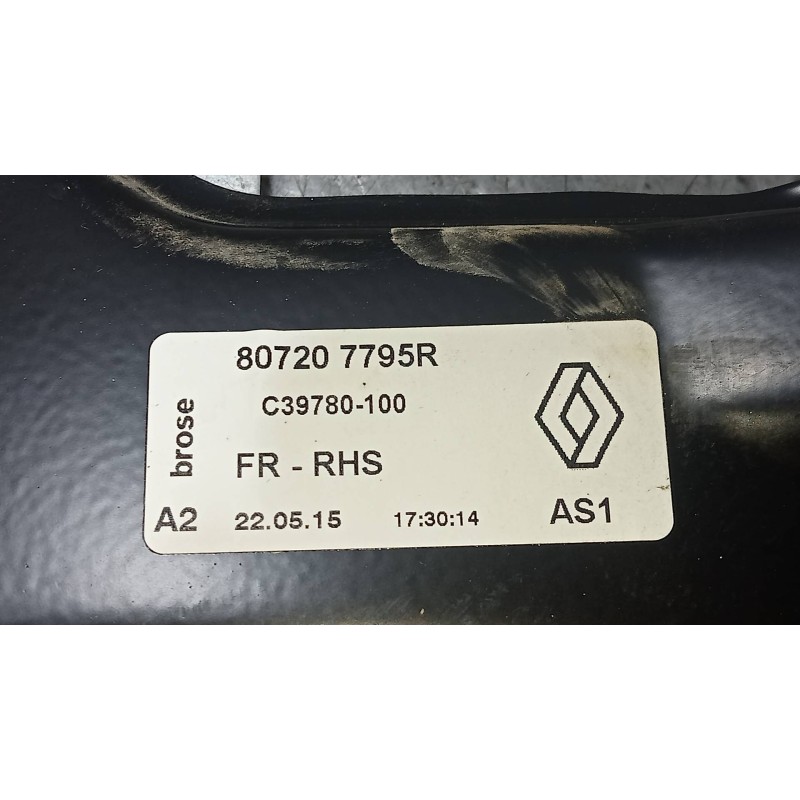 80720 7795R
C39780-100
brose
FR - RHS
A2 22.05.15 17:30:14 AS1